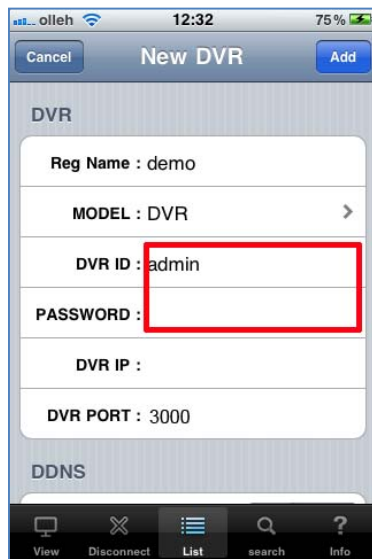 olleh 12:32 75%
Cancel New DVR Add
DVR
Reg Name : demo
MODEL : DVR
DVR ID : admin
PASSWORD :
DVR IP :
DVR PORT : 3000
DDNS
View Disconnect List search Info